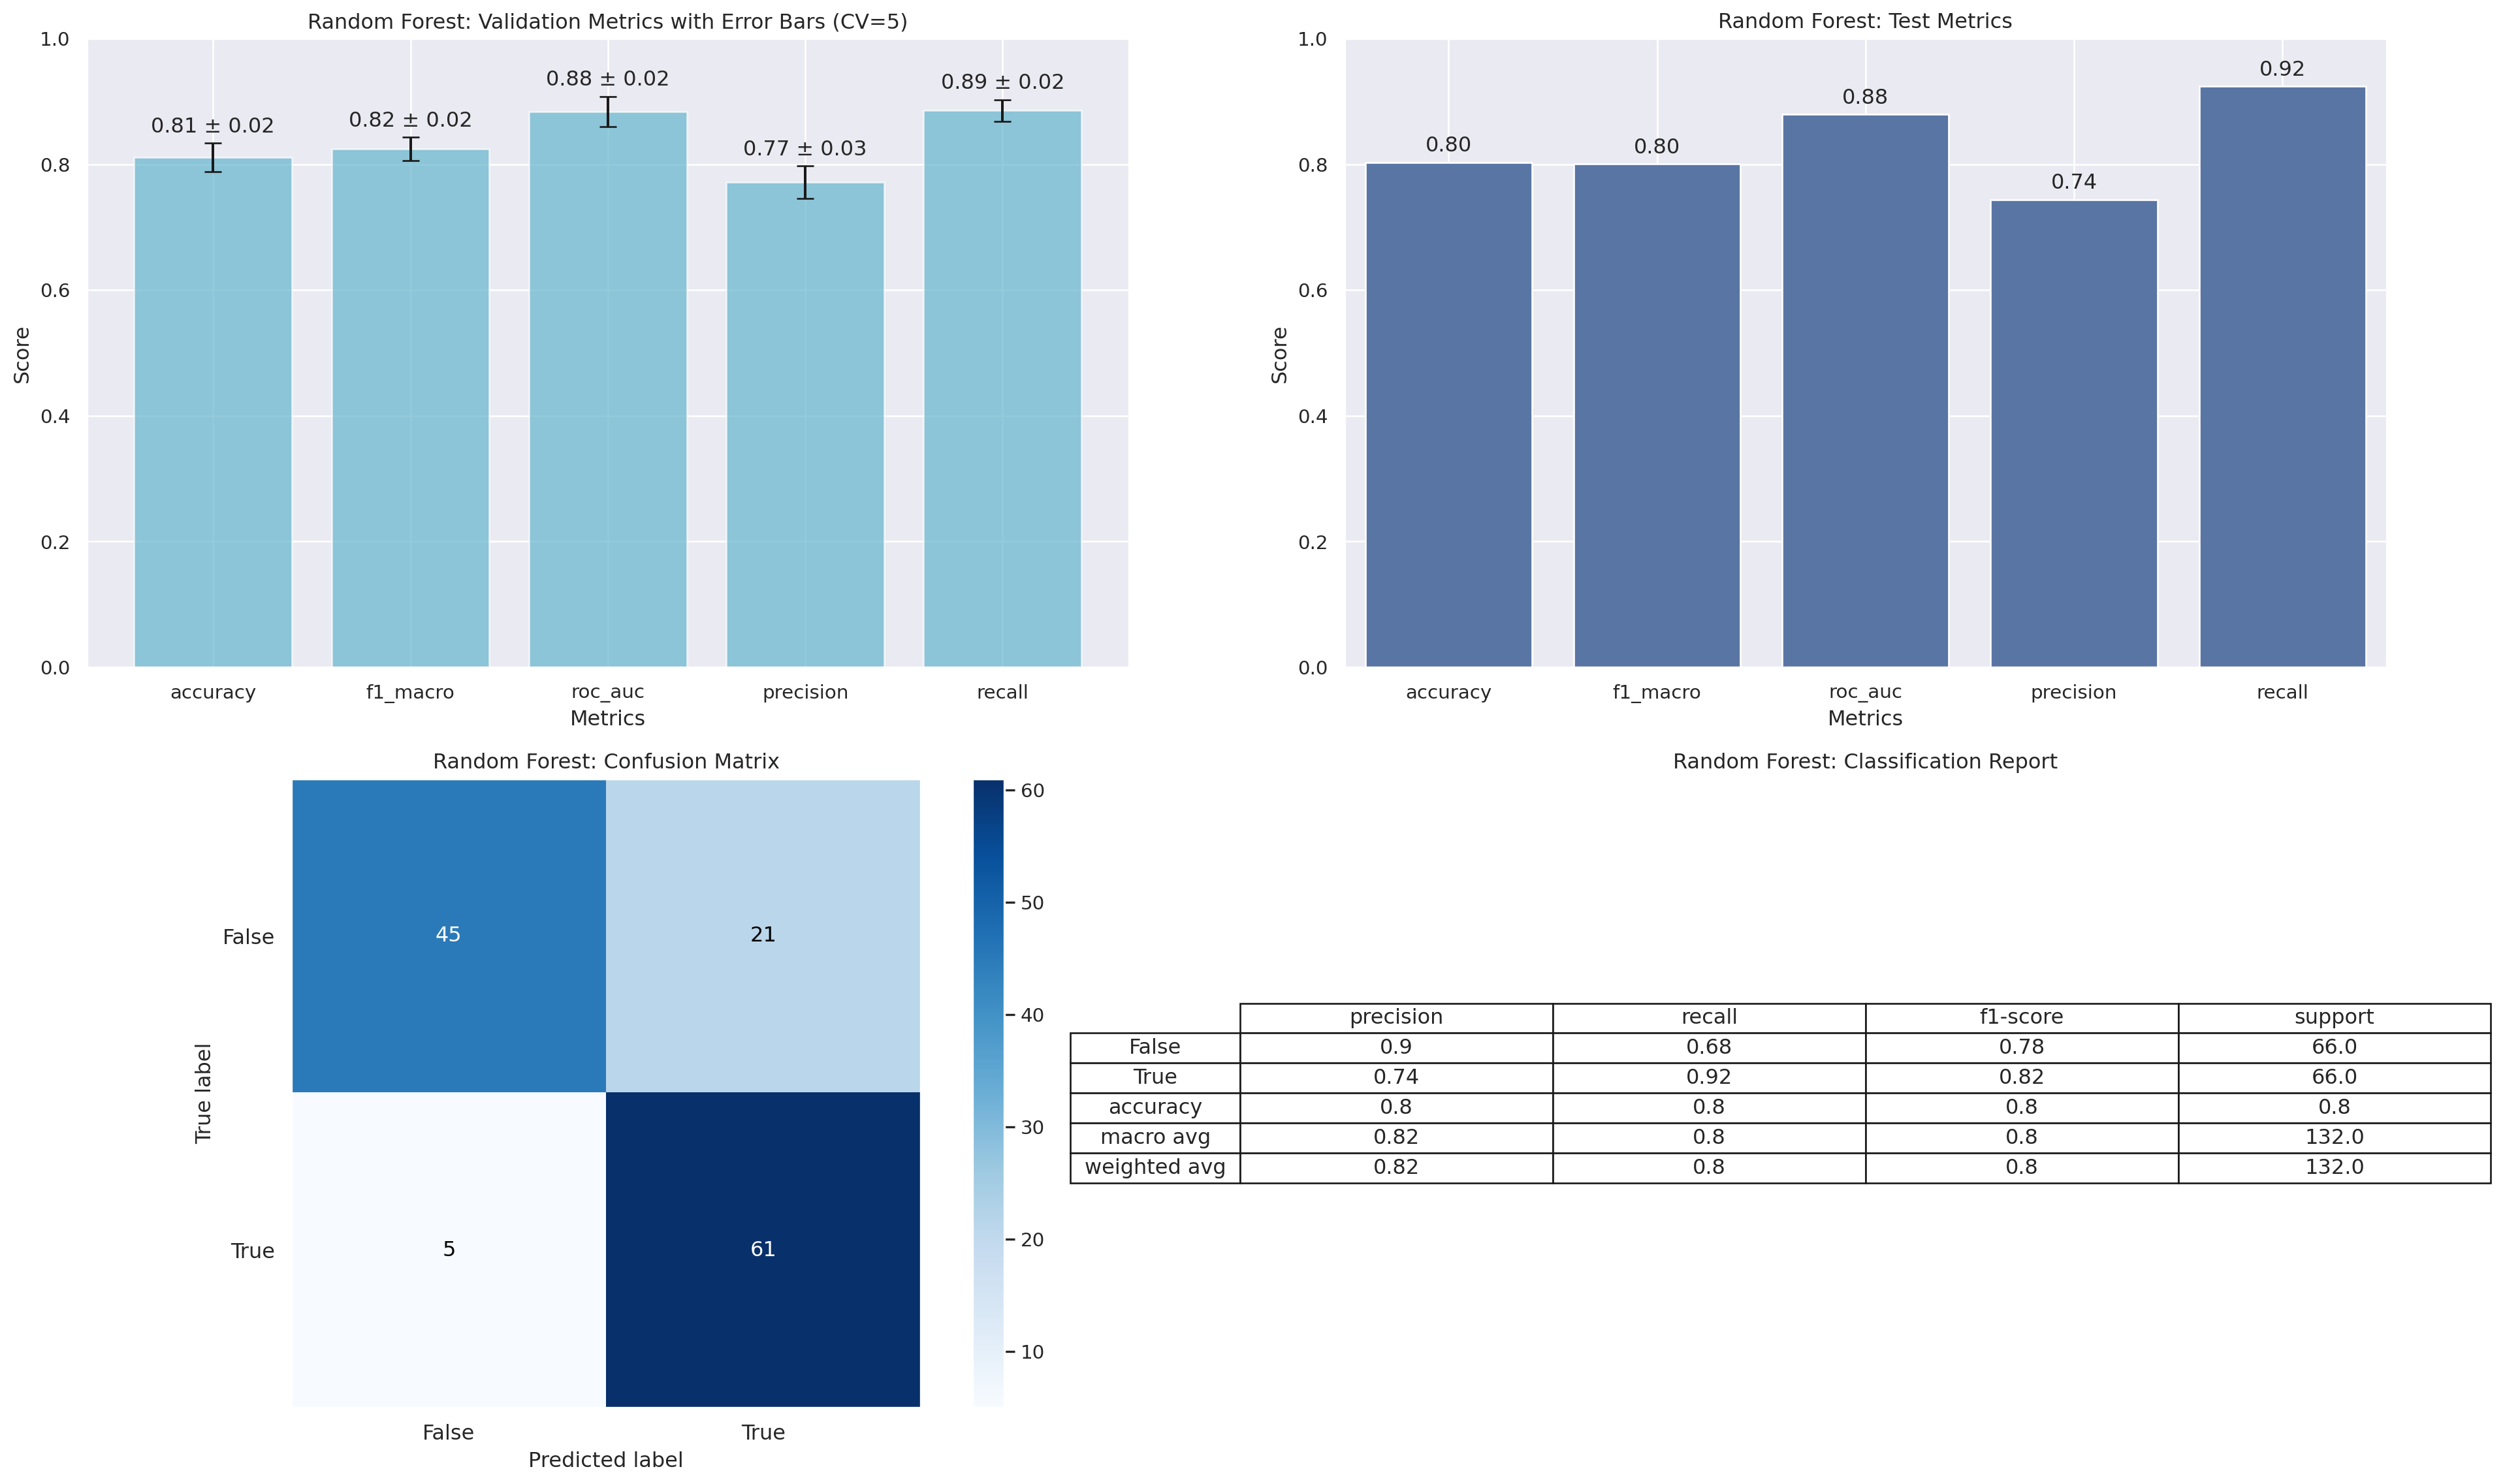 Random Forest: Validation Metrics with Error Bars (CV=5)
1.0
0.8
0.6
0.4
0.2
0.0
Score
0.81 ± 0.02
0.82 ± 0.02
0.88 ± 0.02
0.77 ± 0.03
0.89 ± 0.02
accuracy f1_macro roc_auc precision recall
Metrics
Random Forest: Test Metrics
1.0
0.8
0.6
0.4
0.2
0.0
Score
0.80
0.80
0.88
0.74
0.92
accuracy f1_macro roc_auc precision recall
Metrics
Random Forest: Confusion Matrix
True label
False 45 21
True 5 61
False True
Predicted label
60
50
40
30
20
10
Random Forest: Classification Report
precision recall f1-score support
False 0.9 0.68 0.78 66.0
True 0.74 0.92 0.82 66.0
accuracy 0.8 0.8 0.8 0.8
macro avg 0.82 0.8 0.8 132.0
weighted avg 0.82 0.8 0.8 132.0